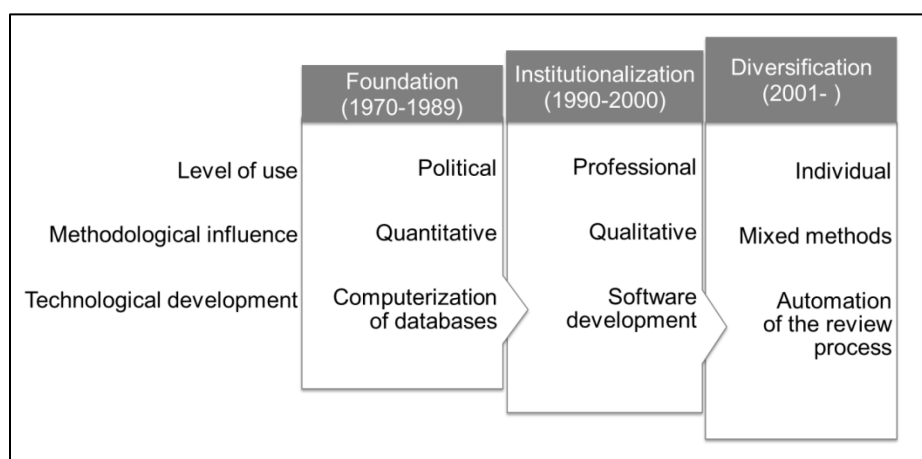 Foundation
(1970-1989)
Institutionalization
(1990-2000)
Diversification
(2001- )
Level of use
Political
Professional
Individual
Methodological influence
Quantitative
Qualitative
Mixed methods
Technological development
Computerization
of databases
Software
development
Automation
of the review
process